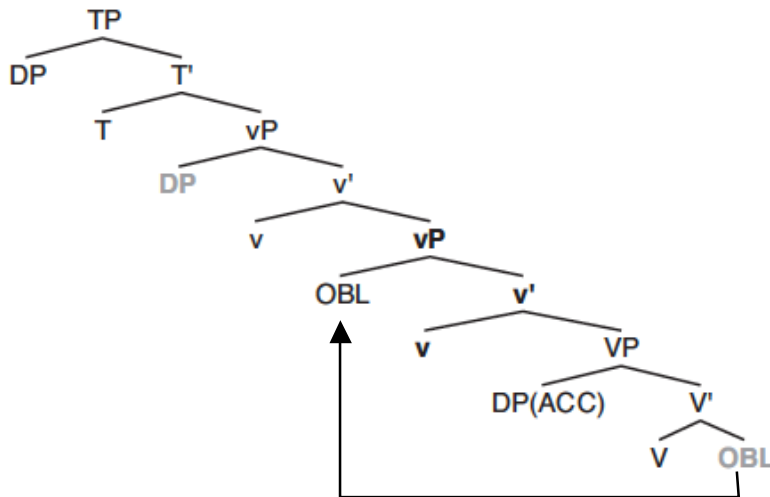 TP
DP T'
T vP
DP v'
v vP
OBL v'
v VP
DP(ACC) V'
V OBL